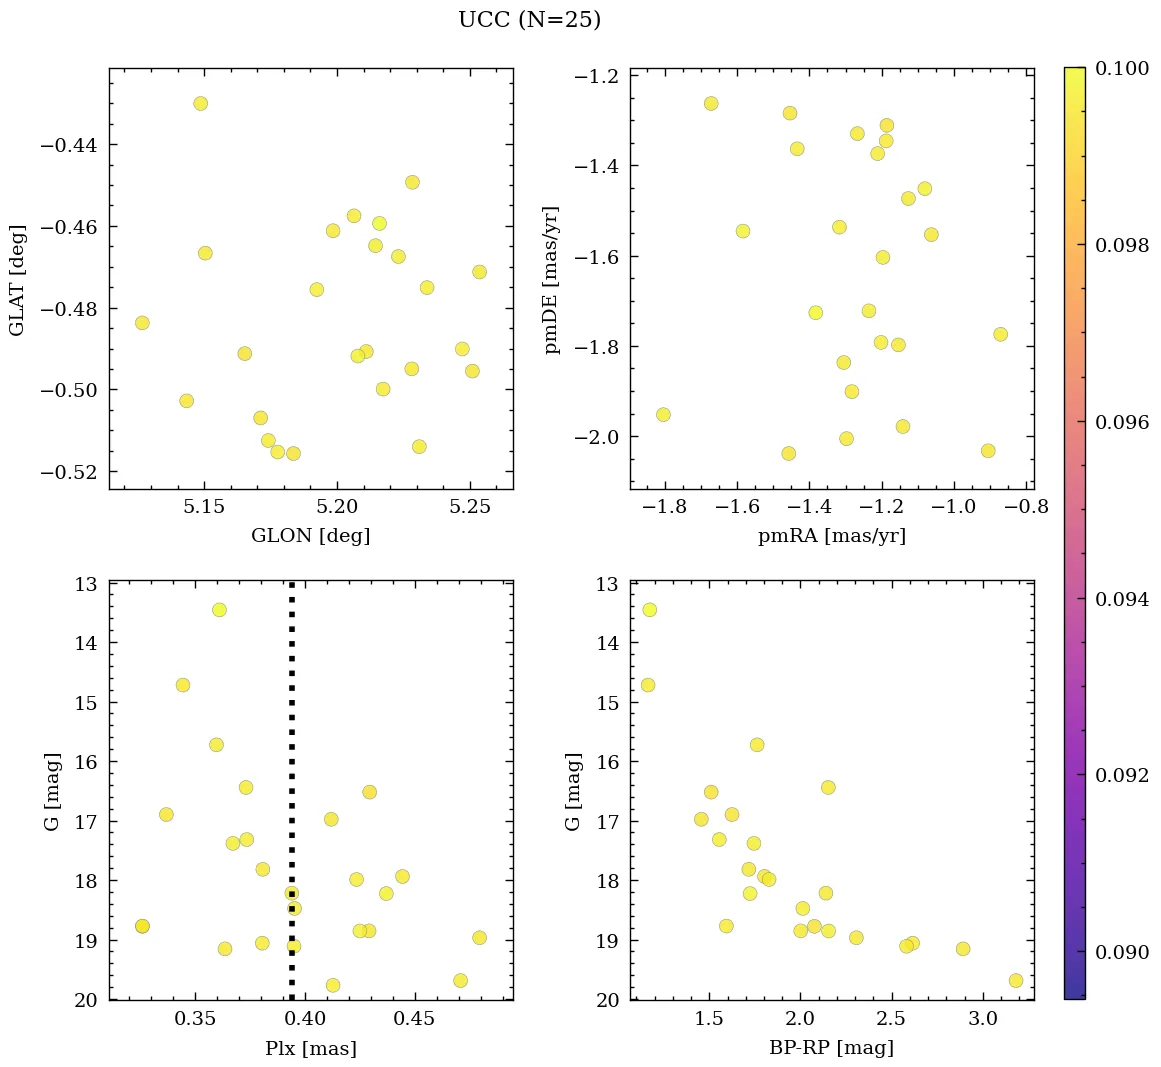 UCC (N=25)
−0.44
−0.46
−0.48
−0.50
−0.52
GLAT [deg]
5.15 5.20 5.25
GLON [deg]
−1.2
−1.4
−1.6
−1.8
−2.0
pmDE [mas/yr]
−1.8 −1.6 −1.4 −1.2 −1.0 −0.8
pmRA [mas/yr]
13
14
15
16
17
18
19
20
G [mag]
0.35 0.40 0.45
Plx [mas]
13
14
15
16
17
18
19
20
G [mag]
1.5 2.0 2.5 3.0
BP-RP [mag]
0.100
0.098
0.096
0.094
0.092
0.090